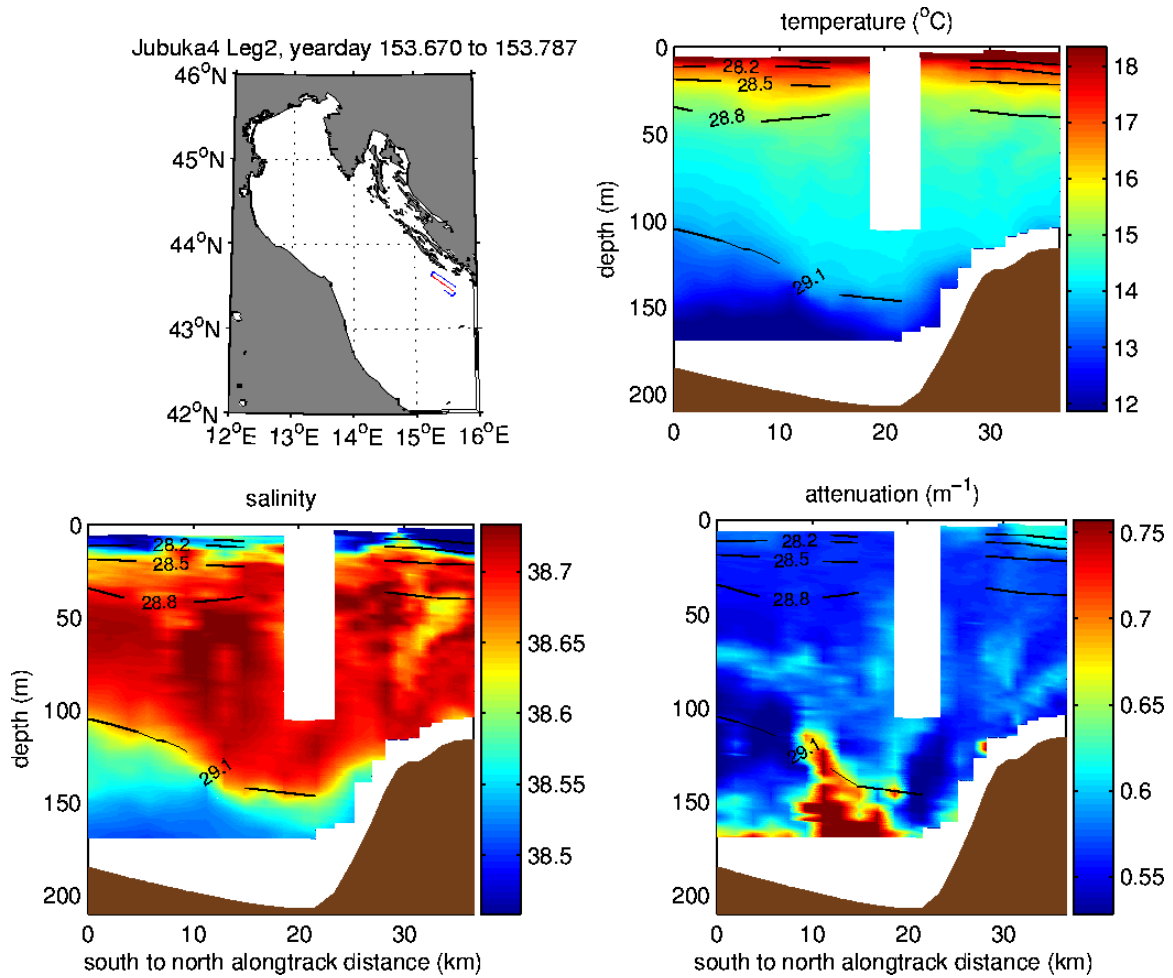 Jubuka4 Leg2, yearday 153.670 to 153.787
46°N
45°N
44°N
43°N
42°N
12°E 13°E 14°E 15°E 16°E
temperature (°C)
0
50
100
150
200
depth (m)
28.2
28.5
28.8
29.1
0 10 20 30
18
17
16
15
14
13
12
salinity
0
50
100
150
200
depth (m)
28.2
28.5
28.8
29.1
0 10 20 30
south to north alongtrack distance (km)
38.7
38.65
38.6
38.55
38.5
attenuation (m⁻¹)
0
50
100
150
200
28.2
28.5
28.8
29.1
0 10 20 30
south to north alongtrack distance (km)
0.75
0.7
0.65
0.6
0.55